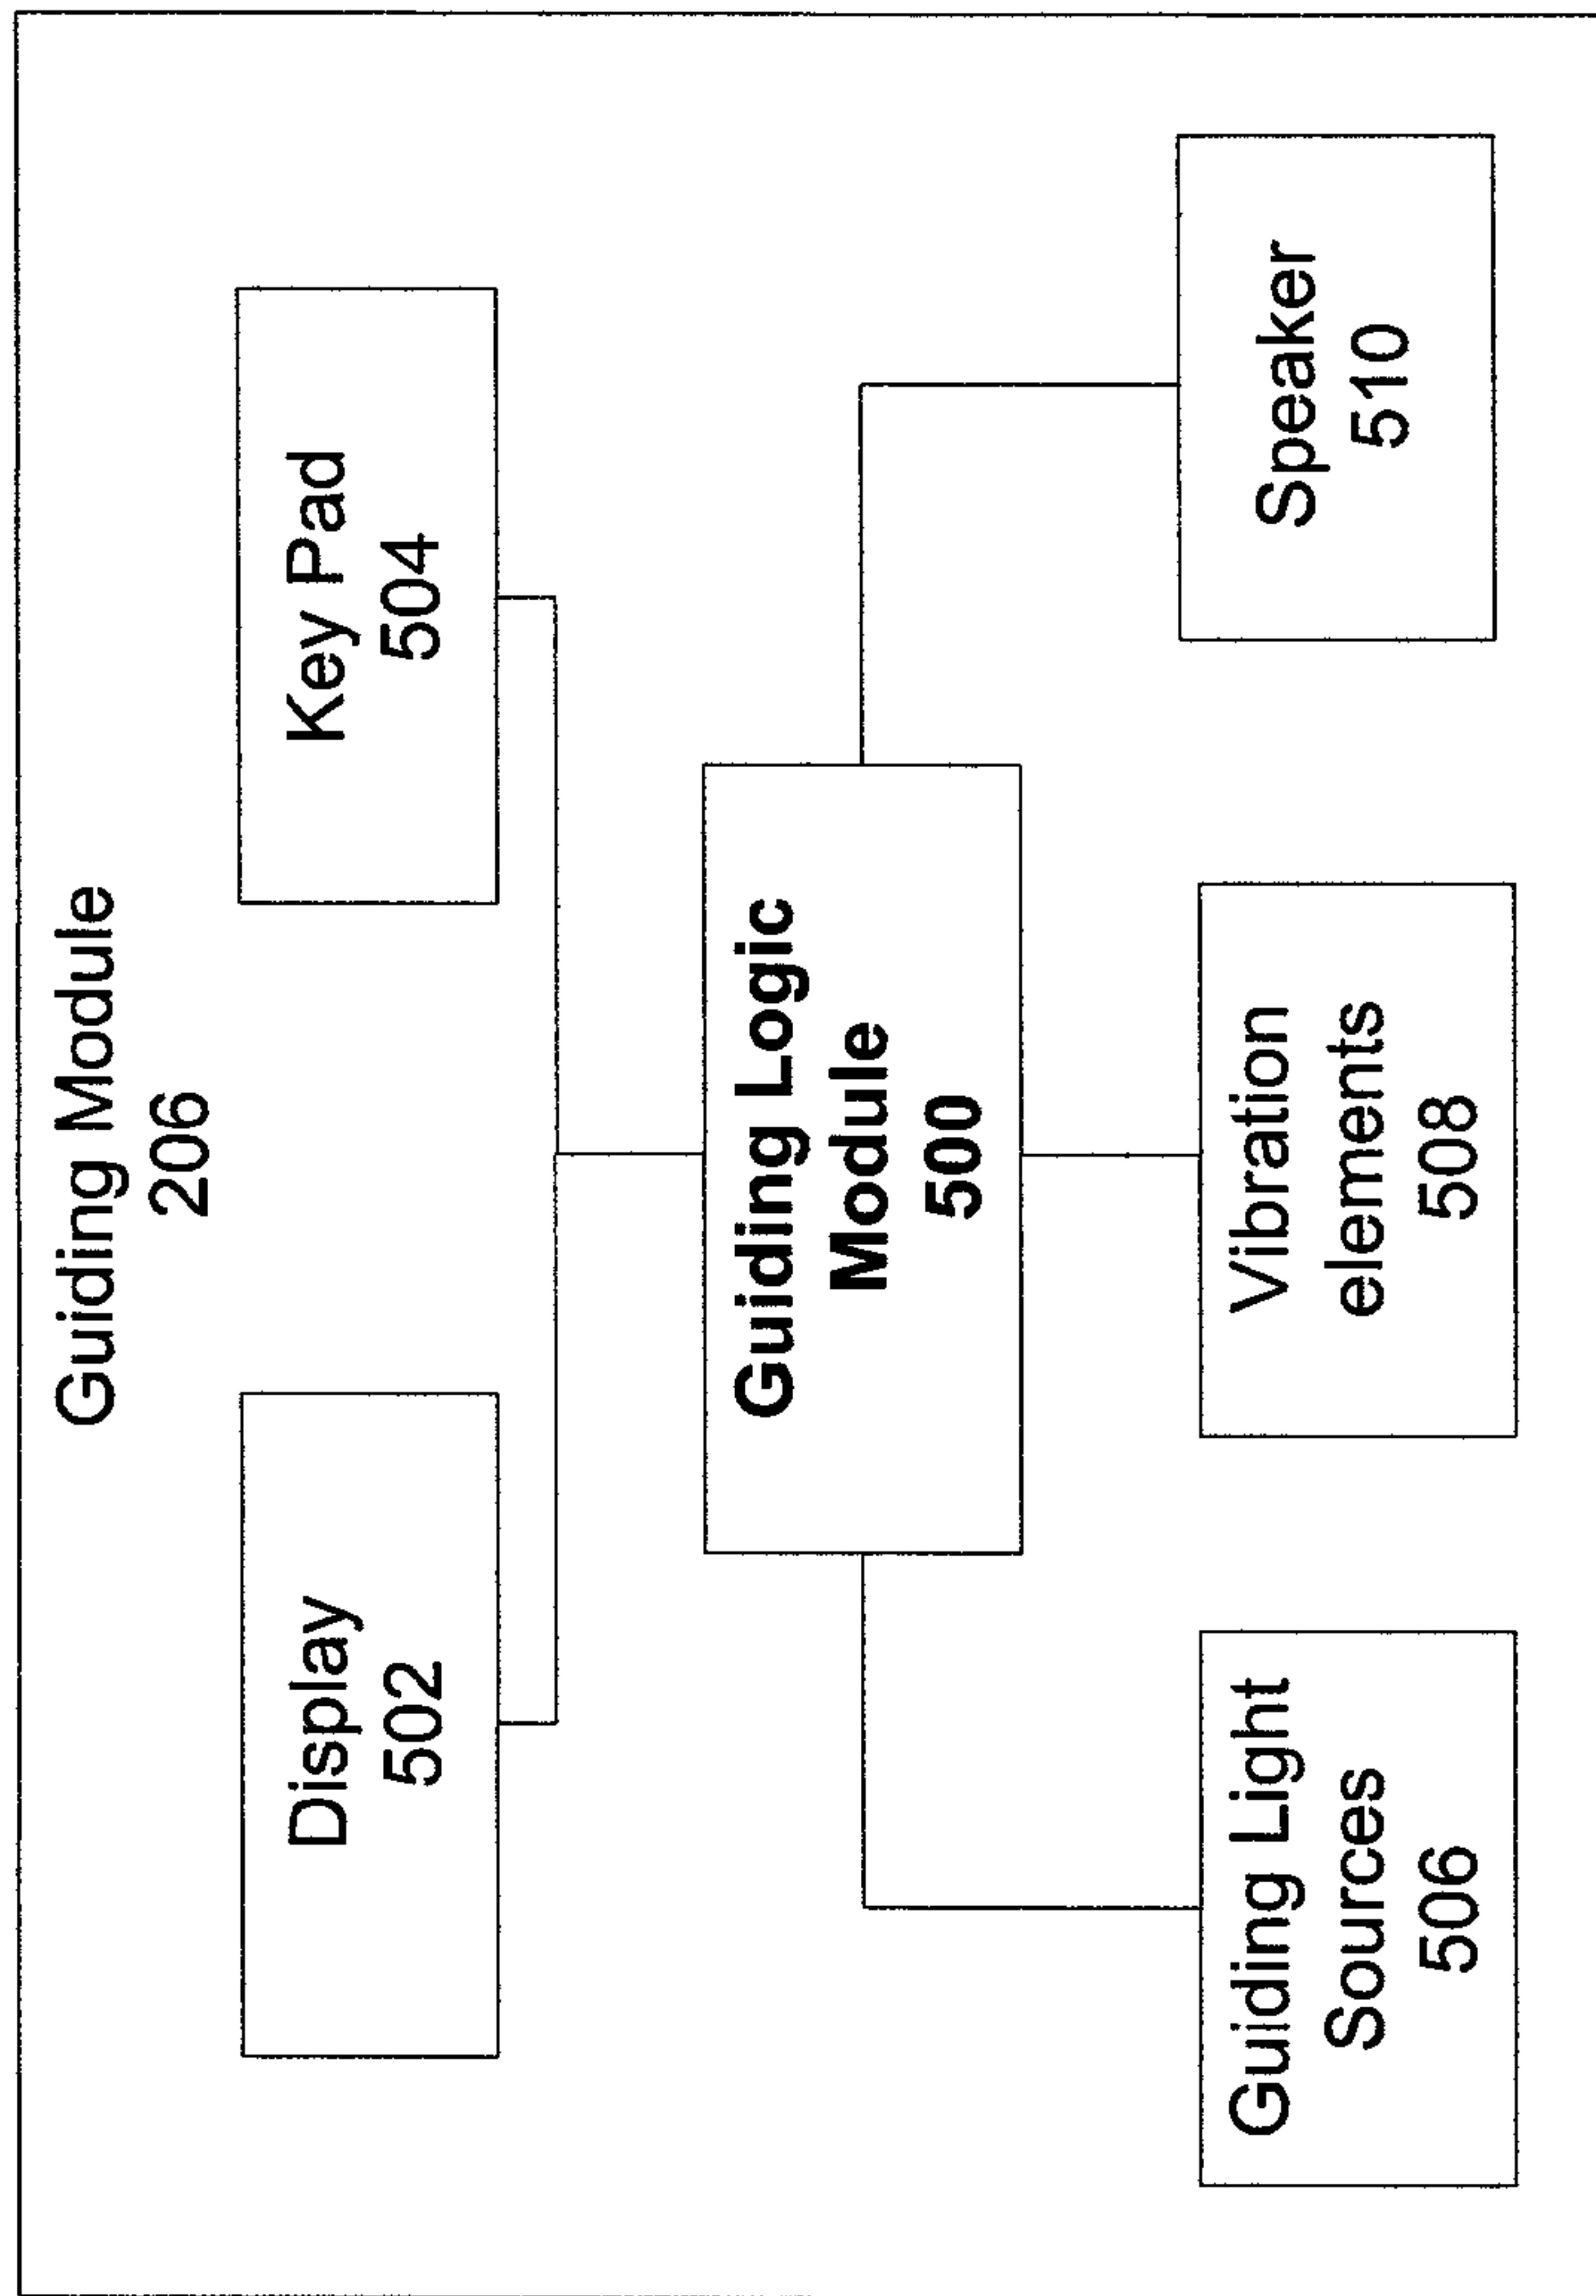 Guiding Module
206
Display
502
Key Pad
504
Guiding Logic
Module
500
Guiding Light
Sources
506
Vibration
elements
508
Speaker
510